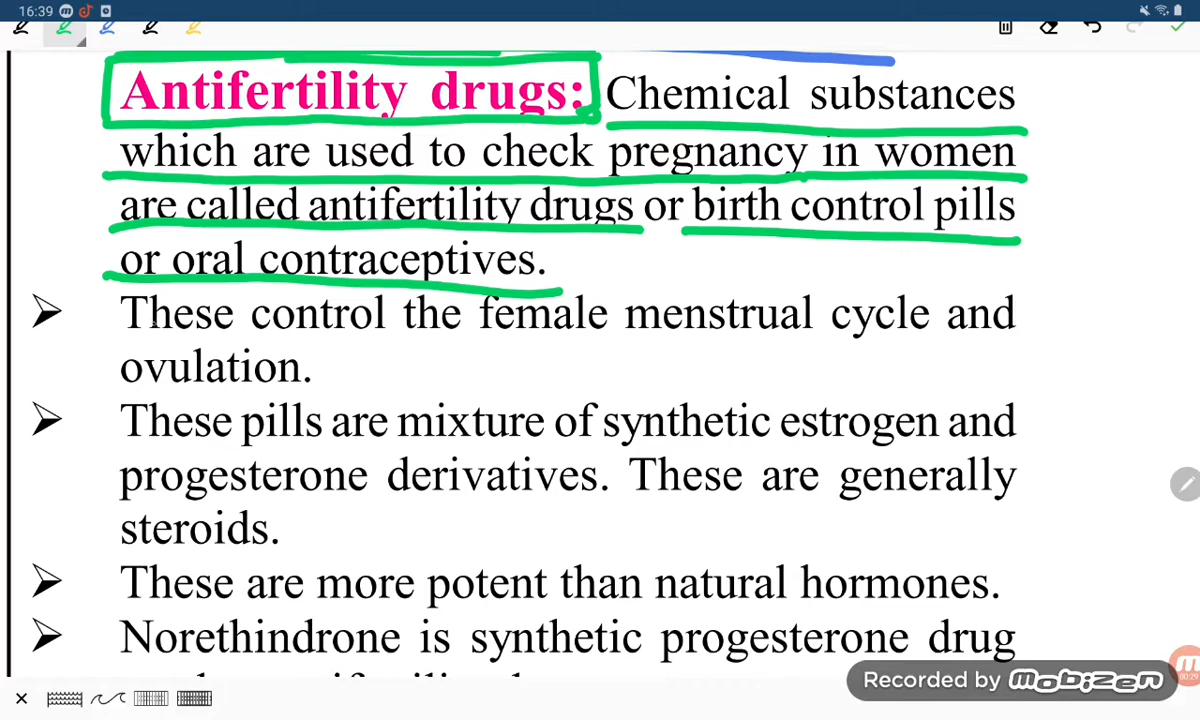 16:39
Antifertility drugs: Chemical substances
which are used to check pregnancy in women
are called antifertility drugs or birth control pills
or oral contraceptives.
➢ These control the female menstrual cycle and
ovulation.
➢ These pills are mixture of synthetic estrogen and
progesterone derivatives. These are generally
steroids.
➢ These are more potent than natural hormones.
➢ Norethindrone is synthetic progesterone drug
Recorded by mobizen
00:29